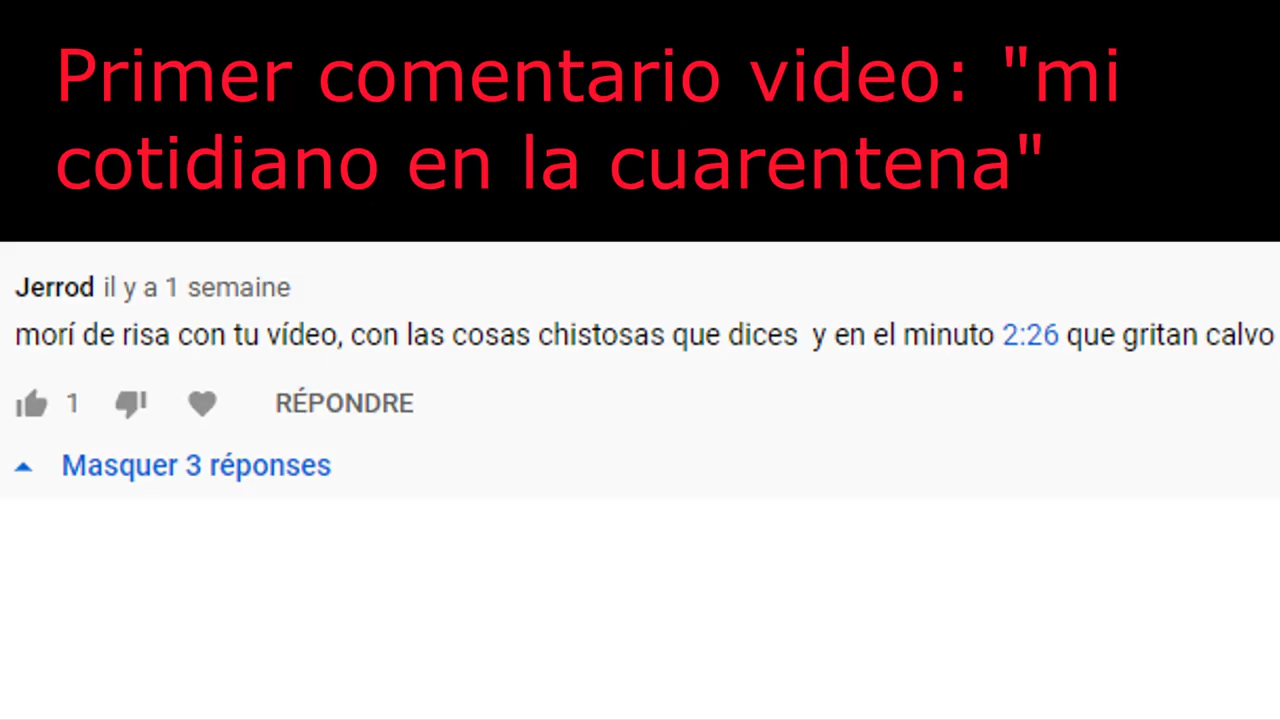 Primer comentario video: "mi
cotidiano en la cuarentena"
Jerrod il y a 1 semaine
morí de risa con tu vídeo, con las cosas chistosas que dices y en el minuto 2:26 que gritan calvo
1 RÉPONDRE
Masquer 3 réponses